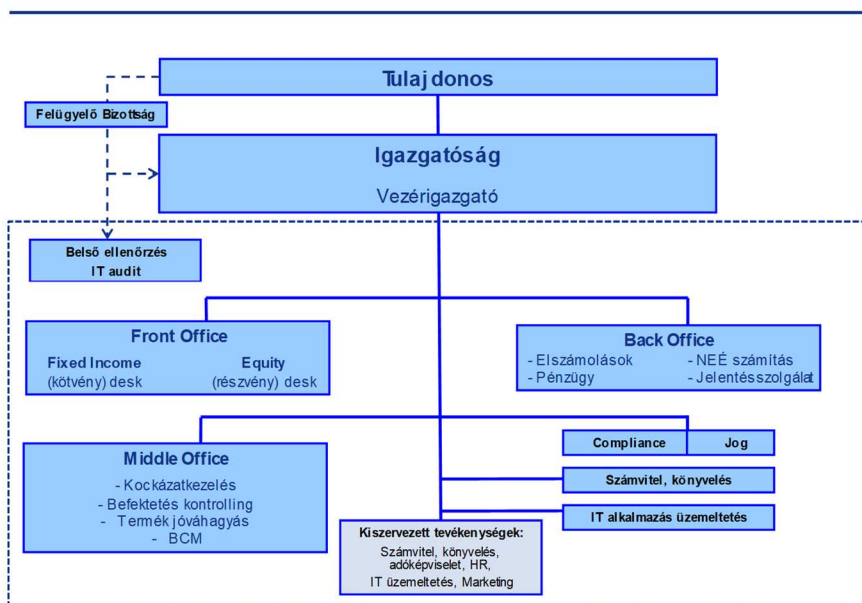 Tulajdonos
Felügyelő Bizottság
Igazgatóság
Vezérigazgató
Belső ellenőrzés
IT audit
Front Office
Fixed Income
(kötvény) desk
Equity
(részvény) desk
Back Office
- Elszámolások
- NEÉ számítás
- Pénzügy
- Jelentésszolgálat
Compliance
Jog
Middle Office
- Kockázatkezelés
- Befektetés kontrolling
- Termék jóváhagyás
- BCM
Számvitel, könyvelés
IT alkalmazás üzemeltetés
Kiszervezett tevékenységek:
Számvitel, könyvelés,
adóképviselet, HR,
IT üzemeltetés, Marketing